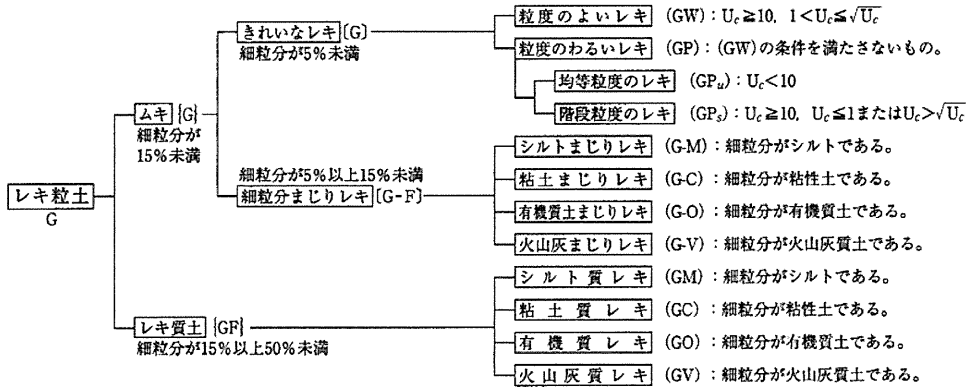 レキ粒土
G
ムキ {G}
細粒分が
15%未満
きれいなレキ [G]
細粒分が5%未満
粒度のよいレキ (GW)：Uc≧10, 1<Uc≦√Uc
粒度のわるいレキ (GP)：(GW)の条件を満たさないもの。
均等粒度のレキ (GPu)：Uc<10
階段粒度のレキ (GPs)：Uc≧10, Uc≦1またはUc>√Uc
細粒分が5%以上15%未満
細粒分まじりレキ [G-F]
シルトまじりレキ (G-M)：細粒分がシルトである。
粘土まじりレキ (G-C)：細粒分が粘性土である。
有機質土まじりレキ (G-O)：細粒分が有機質土である。
火山灰まじりレキ (G-V)：細粒分が火山灰質土である。
レキ質土 {GF}
細粒分が15%以上50%未満
シルト質レキ (GM)：細粒分がシルトである。
粘土質レキ (GC)：細粒分が粘性土である。
有機質レキ (GO)：細粒分が有機質土である。
火山灰質レキ (GV)：細粒分が火山灰質土である。